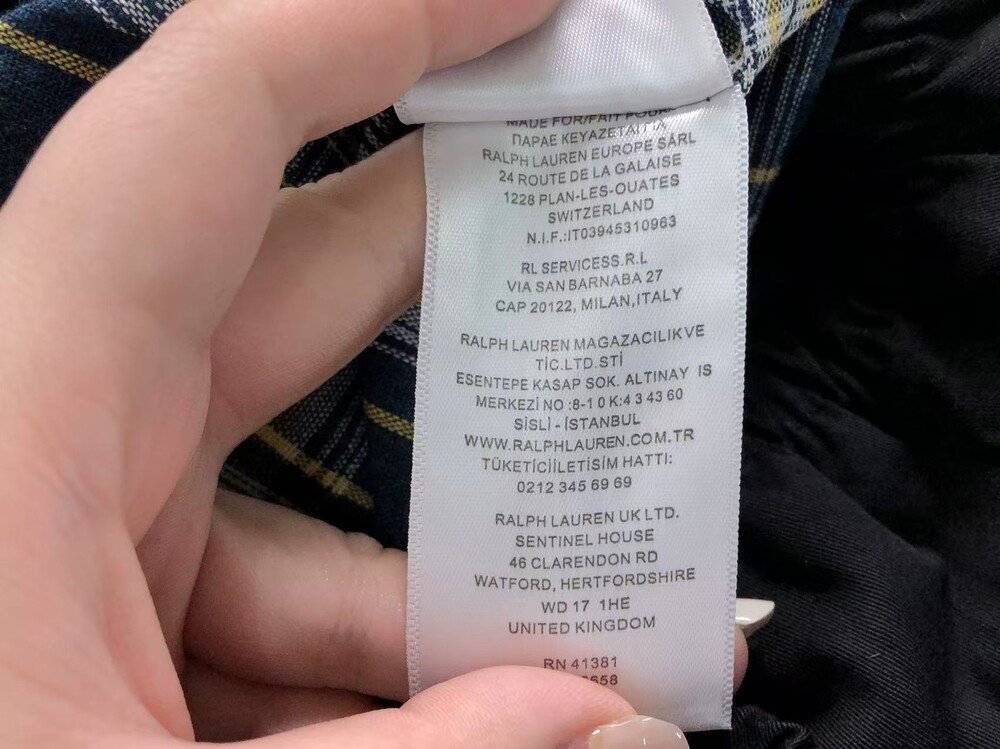 MADE FOR/FAIT POUR
ПАРАЕ KEYAZETAI ΓIX
RALPH LAUREN EUROPE SÁRL
24 ROUTE DE LA GALAISE
1228 PLAN-LES-OUATES
SWITZERLAND
N.I.F.:IT03945310963
RL SERVICESS.R.L
VIA SAN BARNABA 27
CAP 20122, MILAN,ITALY
RALPH LAUREN MAGAZACILIKVE
TİC.LTD.STİ
ESENTEPE KASAP SOK. ALTINAY IS
MERKEZİ NO :8-1 0 K:4 3 43 60
SİSLİ - İSTANBUL
WWW.RALPHLAUREN.COM.TR
TÜKETİCİİLETİSİM HATTI:
0212 345 69 69
RALPH LAUREN UK LTD.
SENTINEL HOUSE
46 CLARENDON RD
WATFORD, HERTFORDSHIRE
WD 17 1HE
UNITED KINGDOM
RN 41381